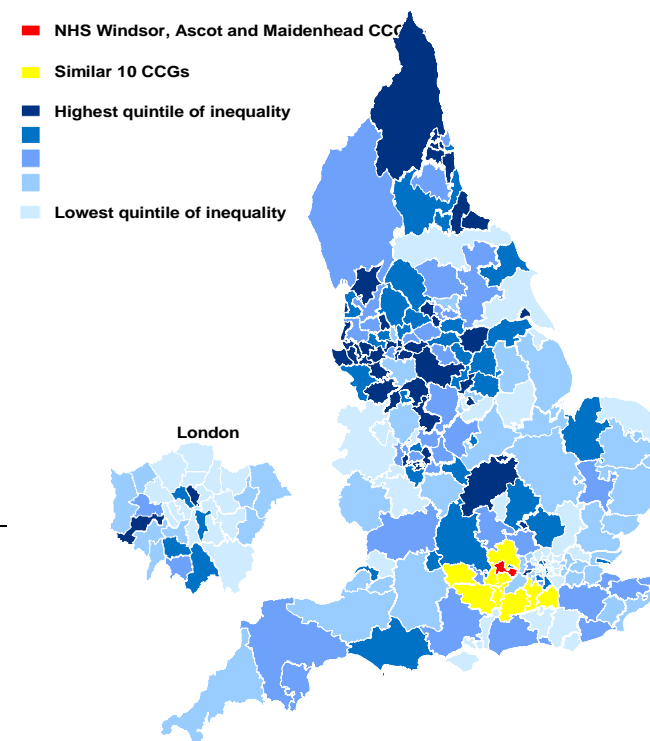 NHS Windsor, Ascot and Maidenhead CCG
Similar 10 CCGs
Highest quintile of inequality
Lowest quintile of inequality
London